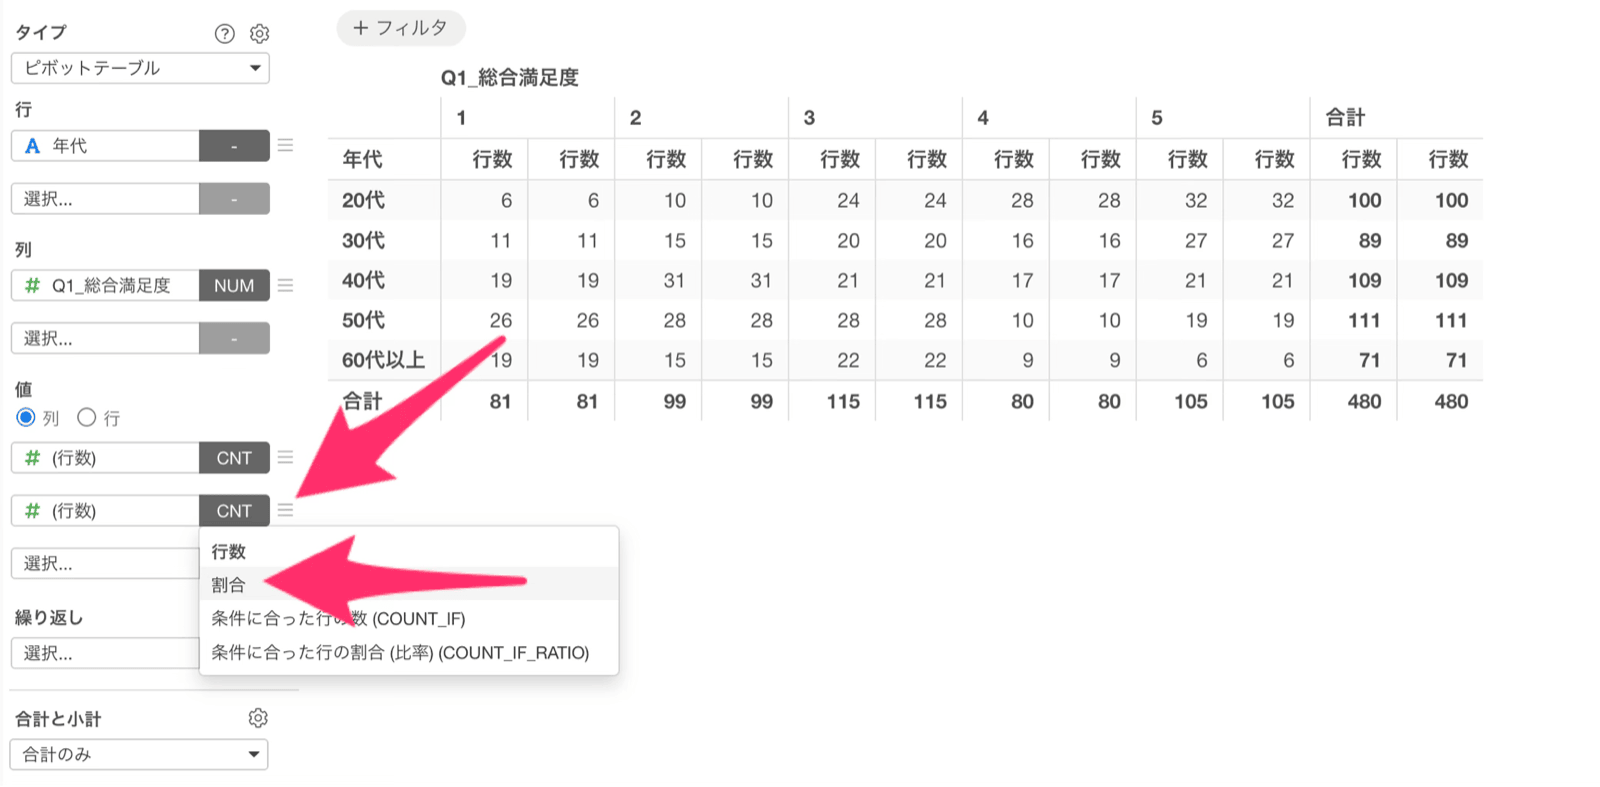 タイプ
ピボットテーブル
行
A 年代 -
選択... -
列
# Q1_総合満足度 NUM
選択... -
値
列 行
# (行数) CNT
# (行数) CNT
選択...
行数
割合
条件に合った行の数 (COUNT_IF)
条件に合った行の割合 (比率) (COUNT_IF_RATIO)
繰り返し
選択...
合計と小計
合計のみ
+ フィルタ
Q1_総合満足度
1 2 3 4 5 合計
年代 行数 行数 行数 行数 行数 行数 行数 行数 行数 行数 行数 行数
20代 6 6 10 10 24 24 28 28 32 32 100 100
30代 11 11 15 15 20 20 16 16 27 27 89 89
40代 19 19 31 31 21 21 17 17 21 21 109 109
50代 26 26 28 28 28 28 10 10 19 19 111 111
60代以上 19 19 15 15 22 22 9 9 6 6 71 71
合計 81 81 99 99 115 115 80 80 105 105 480 480